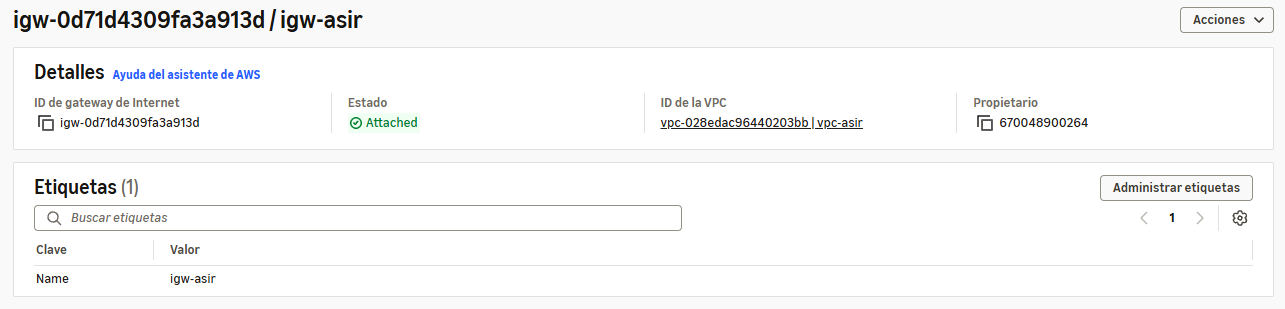 igw-0d71d4309fa3a913d / igw-asir
Acciones
Detalles Ayuda del asistente de AWS
ID de gateway de Internet
igw-0d71d4309fa3a913d
Estado
Attached
ID de la VPC
vpc-028edac96440203bb | vpc-asir
Propietario
670048900264
Etiquetas (1)
Administrar etiquetas
Buscar etiquetas
1
Clave Valor
Name igw-asir